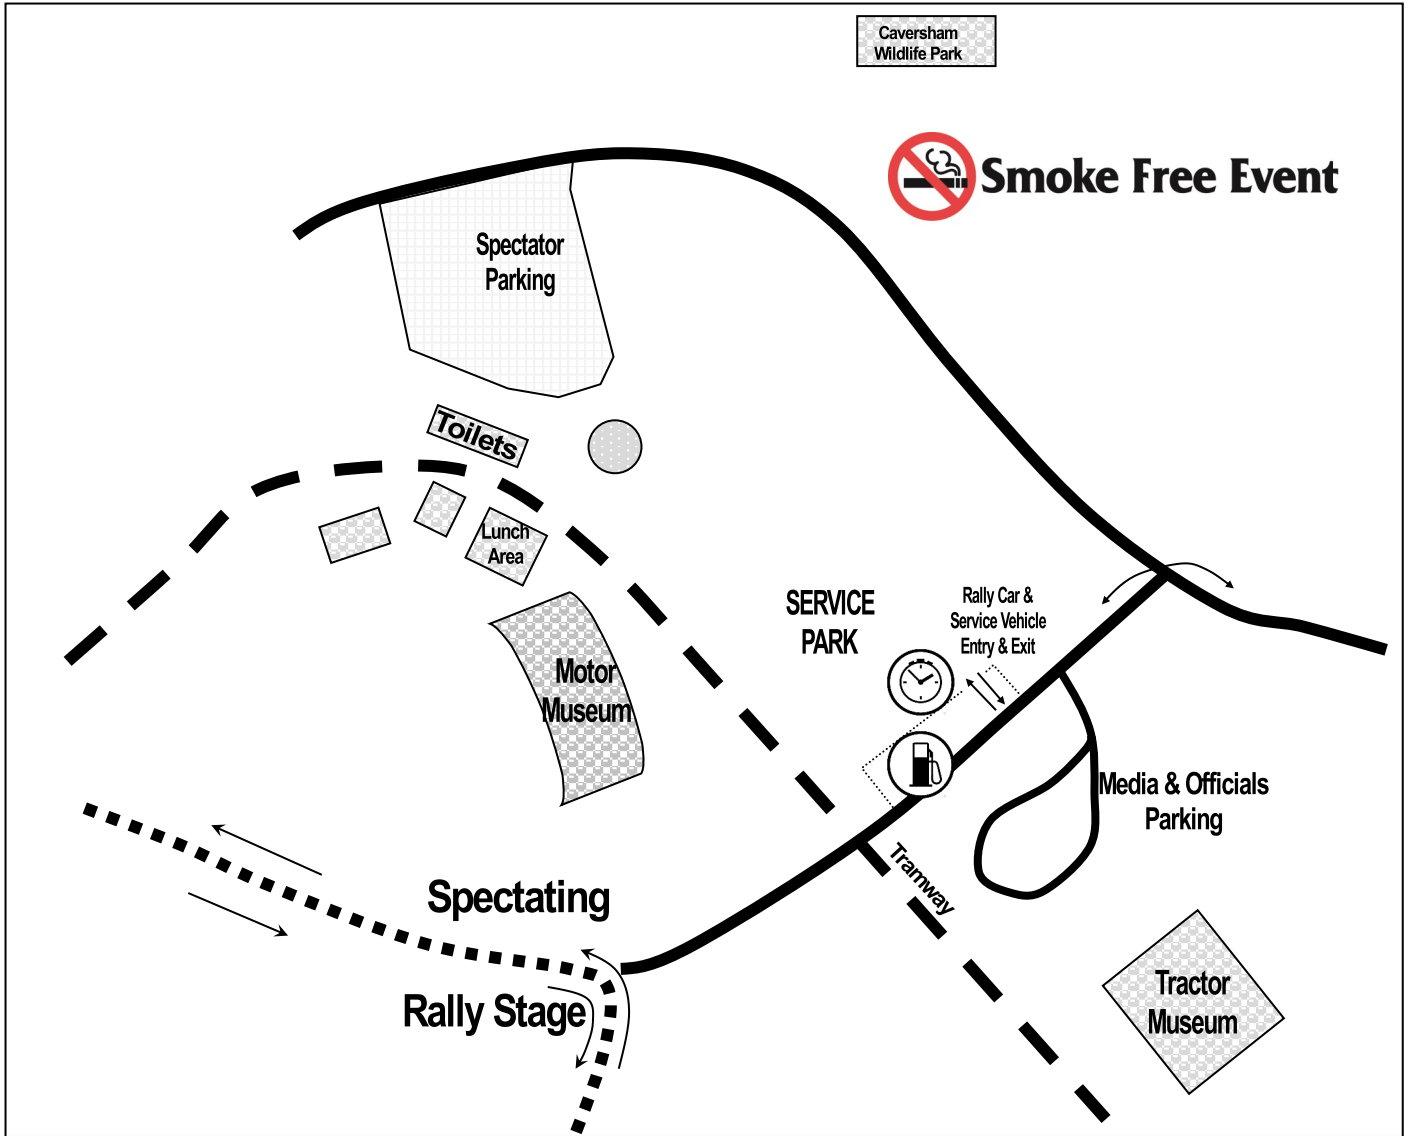 Caversham
Wildlife Park
Smoke Free Event
Spectator
Parking
Toilets
Lunch
Area
SERVICE
PARK
Rally Car &
Service Vehicle
Entry & Exit
Motor
Museum
Media & Officials
Parking
Tramway
Spectating
Rally Stage
Tractor
Museum